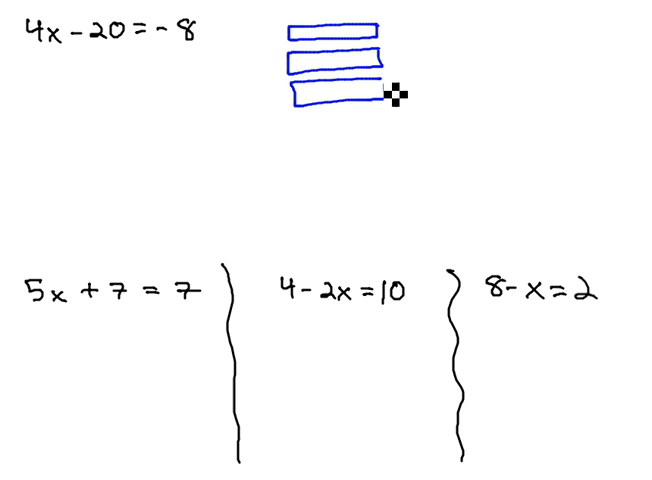 4x - 20 = - 8
5x + 7 = 7
4 - 2x = 10
8 - x = 2